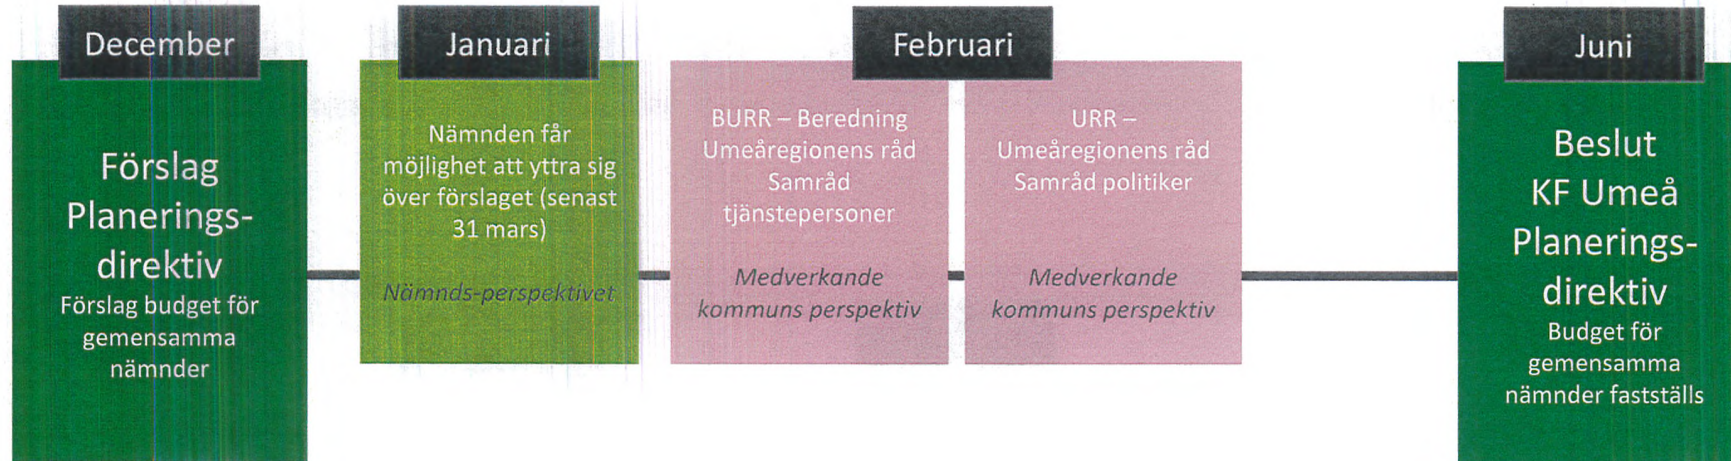 December
Förslag
Planerings-
direktiv
Förslag budget för
gemensamma
nämnder
Januari
Nämnden får
möjlighet att yttra sig
över förslaget (senast
31 mars)
Nämnds-perspektivet
Februari
BURR – Beredning
Umeåregionens råd
Samråd
tjänstepersoner
Medverkande
kommuns perspektiv
URR –
Umeåregionens råd
Samråd politiker
Medverkande
kommuns perspektiv
Juni
Beslut
KF Umeå
Planerings-
direktiv
Budget för
gemensamma
nämnder fastställs